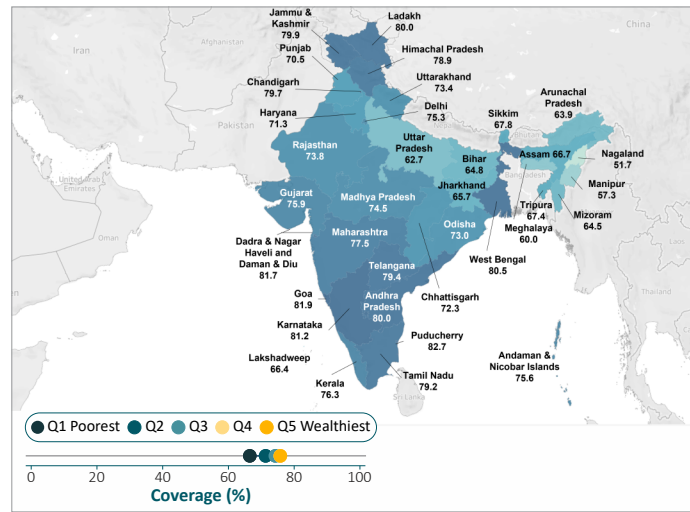 Jammu &
Kashmir
79.9
Ladakh
80.0
China
Iran
Afghanistan
Punjab
70.5
Himachal Pradesh
78.9
Chandigarh
79.7
Uttarakhand
73.4
Pakistan
Haryana
71.3
Delhi
75.3
Arunachal
Pradesh
63.9
Sikkim
67.8
Bhutan
Rajasthan
73.8
Uttar
Pradesh
62.7
Bihar
64.8
Assam 66.7
Nagaland
51.7
Bangladesh
United Arab
Emirates
Gujarat
75.9
Madhya Pradesh
74.5
Jharkhand
65.7
Manipur
57.3
Oman
Tripura
67.4
Mizoram
64.5
Meghalaya
60.0
Dadra & Nagar
Haveli and
Daman & Diu
81.7
Maharashtra
77.5
Odisha
73.0
West Bengal
80.5
Telangana
79.4
Thailand
Goa
81.9
Chhattisgarh
72.3
Andhra
Pradesh
80.0
Karnataka
81.2
Puducherry
82.7
Lakshadweep
66.4
Andaman &
Nicobar Islands
75.6
Kerala
76.3
Tamil Nadu
79.2
Sri Lanka
Q1 Poorest Q2 Q3 Q4 Q5 Wealthiest
0 20 40 60 80 100
Coverage (%)